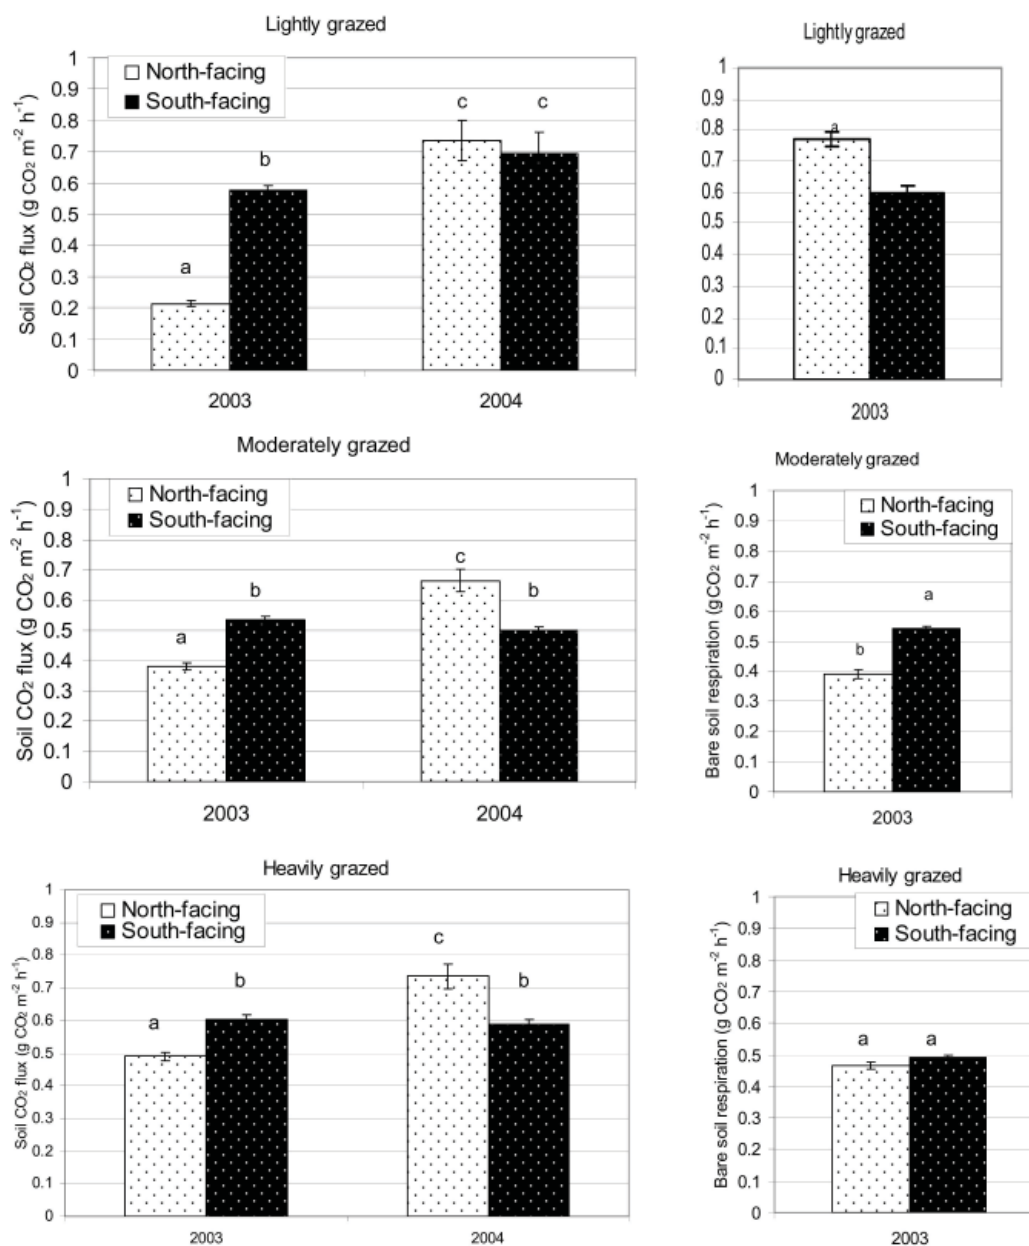 Lightly grazed
Soil CO2 flux (g CO2 m-2 h-1)
1
0.9
0.8
0.7
0.6
0.5
0.4
0.3
0.2
0.1
0
North-facing
South-facing
a
b
c
c
2003
2004
Lightly grazed
1
0.9
0.8
0.7
0.6
0.5
0.4
0.3
0.2
0.1
0
a
2003
Moderately grazed
Soil CO2 flux (g CO2 m-2 h-1)
1
0.9
0.8
0.7
0.6
0.5
0.4
0.3
0.2
0.1
0
North-facing
South-facing
a
b
c
b
2003
2004
Moderately grazed
Bare soil respiration (g CO2 m-2 h-1)
1
0.9
0.8
0.7
0.6
0.5
0.4
0.3
0.2
0.1
0
North-facing
South-facing
b
a
2003
Heavily grazed
Soil CO2 flux (g CO2 m-2 h-1)
1
0.9
0.8
0.7
0.6
0.5
0.4
0.3
0.2
0.1
0
North-facing
South-facing
a
b
c
b
2003
2004
Heavily grazed
Bare soil respiration (g CO2 m-2 h-1)
1
0.9
0.8
0.7
0.6
0.5
0.4
0.3
0.2
0.1
0
North-facing
South-facing
a
a
2003